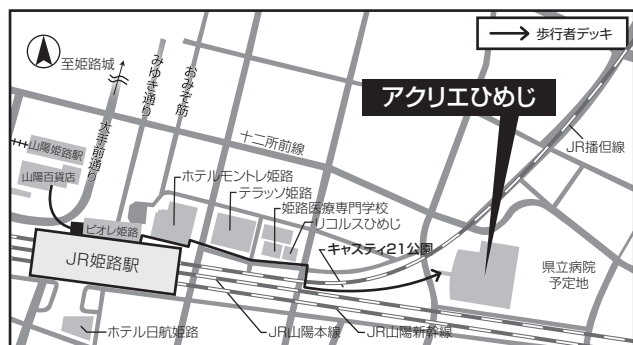 歩行者デッキ
至姫路城
みゆき通り
おみぞ筋
大手前通り
アクリエひめじ
十二所前線
JR播但線
山陽姫路駅
山陽百貨店
ホテルモントレ姫路
テラッソ姫路
姫路医療専門学校
リコルスひめじ
キャスティ21公園
ピオレ姫路
JR姫路駅
県立病院
予定地
ホテル日航姫路
JR山陽本線
JR山陽新幹線